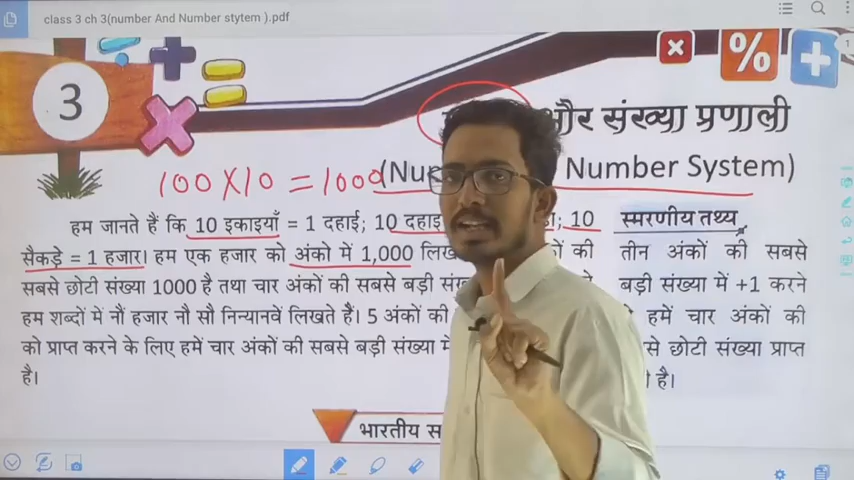 class 3 ch 3(number And Number stytem ).pdf
3
%
1
और संख्या प्रणाली
100 X 10 = 1000
Number System)
हम जानते हैं कि 10 इकाइयाँ = 1 दहाई; 10 दहाई 10
सैकड़े = 1 हजार। हम एक हजार को अंको में 1,000 की
सबसे छोटी संख्या 1000 है तथा चार अंकों की सबसे बड़ी
हम शब्दों में नौं हजार नौ सौ निन्यानवें लिखते हैं। 5 अंकों की
को प्राप्त करने के लिए हमें चार अंकों की सबसे बड़ी संख्या में
है।
स्मरणीय तथ्य
तीन अंकों की सबसे
बड़ी संख्या में +1 करने
हमें चार अंकों की
छोटी संख्या प्राप्त
है।
भारतीय